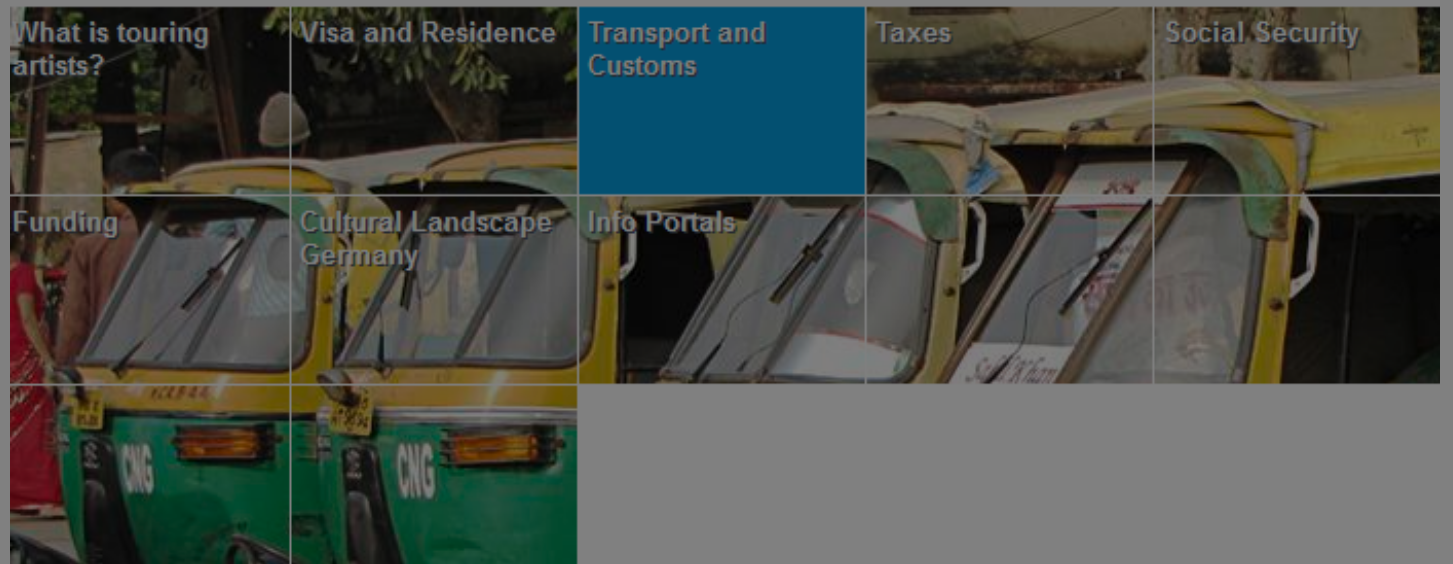 What is touring
artists?
Visa and Residence
Transport and
Customs
Taxes
Social Security
Funding
Cultural Landscape
Germany
Info Portals
CNG
CNG